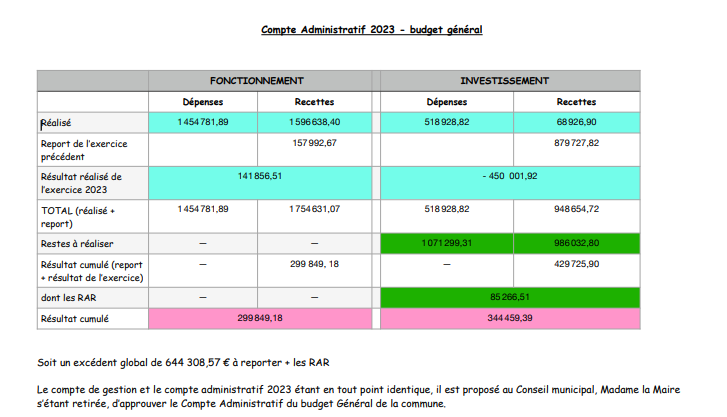 Compte Administratif 2023 - budget général
FONCTIONNEMENT INVESTISSEMENT
Dépenses Recettes Dépenses Recettes
Réalisé 1 454 781,89 1 596 638,40 518 928,82 68 926,90
Report de l'exercice 157 992,67 879 727,82
précédent
Résultat réalisé de 141 856,51 - 450 001,92
l'exercice 2023
TOTAL (réalisé + 1 454 781,89 1 754 631,07 518 928,82 948 654,72
report)
Restes à réaliser — — 1 071 299,31 986 032,80
Résultat cumulé (report — 299 849, 18 — 429 725,90
+ résultat de l'exercice)
dont les RAR — — 85 266,51
Résultat cumulé 299 849,18 344 459,39
Soit un excédent global de 644 308,57 € à reporter + les RAR
Le compte de gestion et le compte administratif 2023 étant en tout point identique, il est proposé au Conseil municipal, Madame la Maire
s'étant retirée, d'approuver le Compte Administratif du budget Général de la commune.